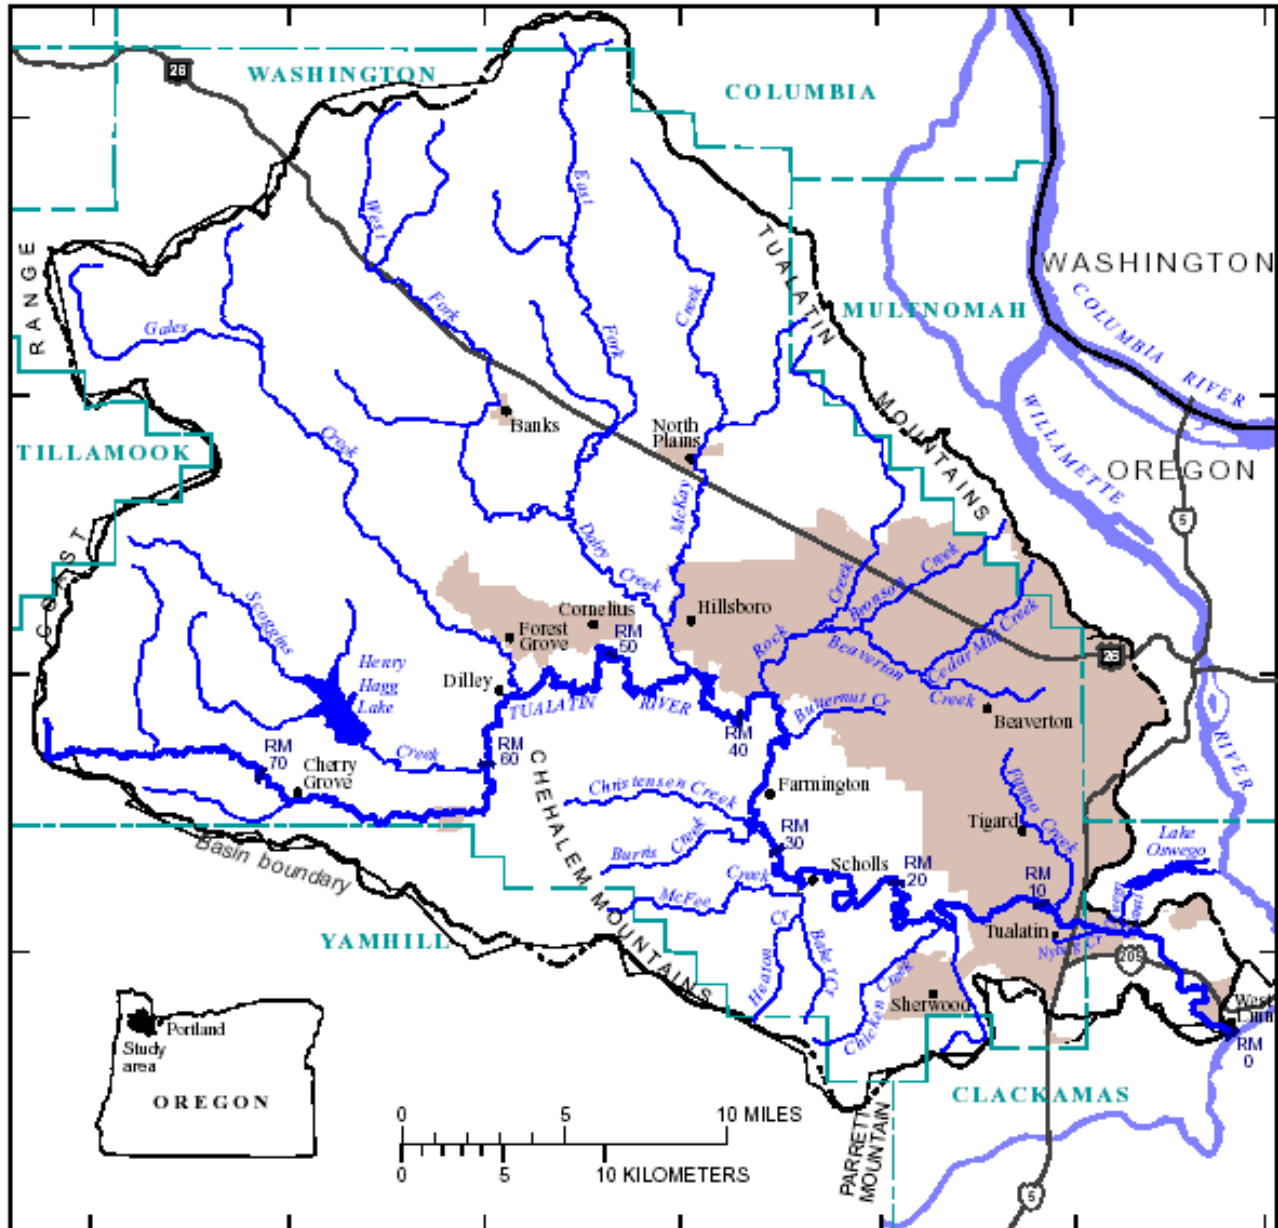 26
WASHINGTON
COLUMBIA
WASHINGTON
COLUMBIA
RIVER
MULTNOMAH
TUALATIN
MOUNTAINS
OREGON
WILLAMETTE
RIVER
5
COAST
RANGE
TILLAMOOK
West
Fork
East
Fork
Creek
McKay
Gales
Creek
Banks
North
Plains
Dairy
Creek
Scoggins
Creek
Henry
Hagg
Lake
Cornelius
Forest
Grove
Hillsboro
RM
50
Dilley
TUALATIN
RIVER
Rock
Creek
Bronson
Creek
Beaverton
Creek
Cedar Mill Creek
26
Butternut Cr
Beaverton
RM
40
RM
60
RM
70
Cherry
Grove
CHEHALEM MOUNTAINS
Christensen Creek
Farmington
Burris
Creek
RM
30
McFee
Creek
Scholls
RM
20
Fanno
Creek
Tigard
RM
10
Lake
Oswego
Tualatin
Nyberg Cr
205
Basin boundary
YAMHILL
Heaton
Cr
Baker Cr
Chicken Creek
Sherwood
West
Linn
RM
0
CLACKAMAS
PARRETT
MOUNTAIN
5
Portland
Study
area
OREGON
0 5 10 MILES
0 5 10 KILOMETERS